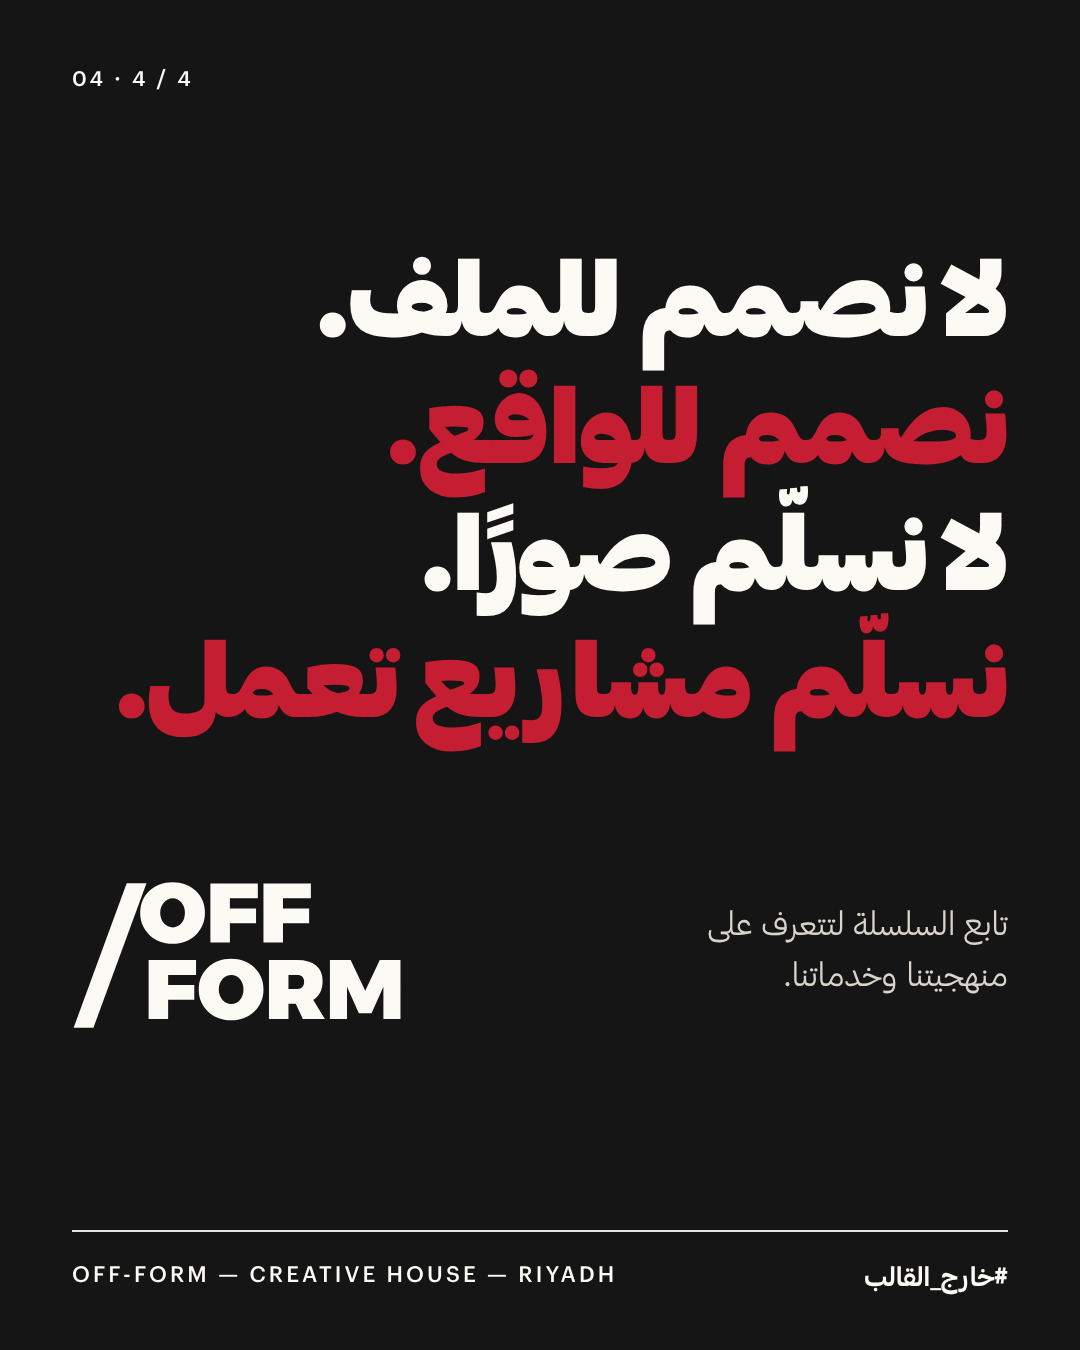 04 · 4 / 4
لا نصمم للملف.
نصمم للواقع.
لا نسلّم صورًا.
نسلّم مشاريع تعمل.
/OFF
FORM
تابع السلسلة لتتعرف على
منهجيتنا وخدماتنا.
OFF-FORM — CREATIVE HOUSE — RIYADH
#خارج_القالب